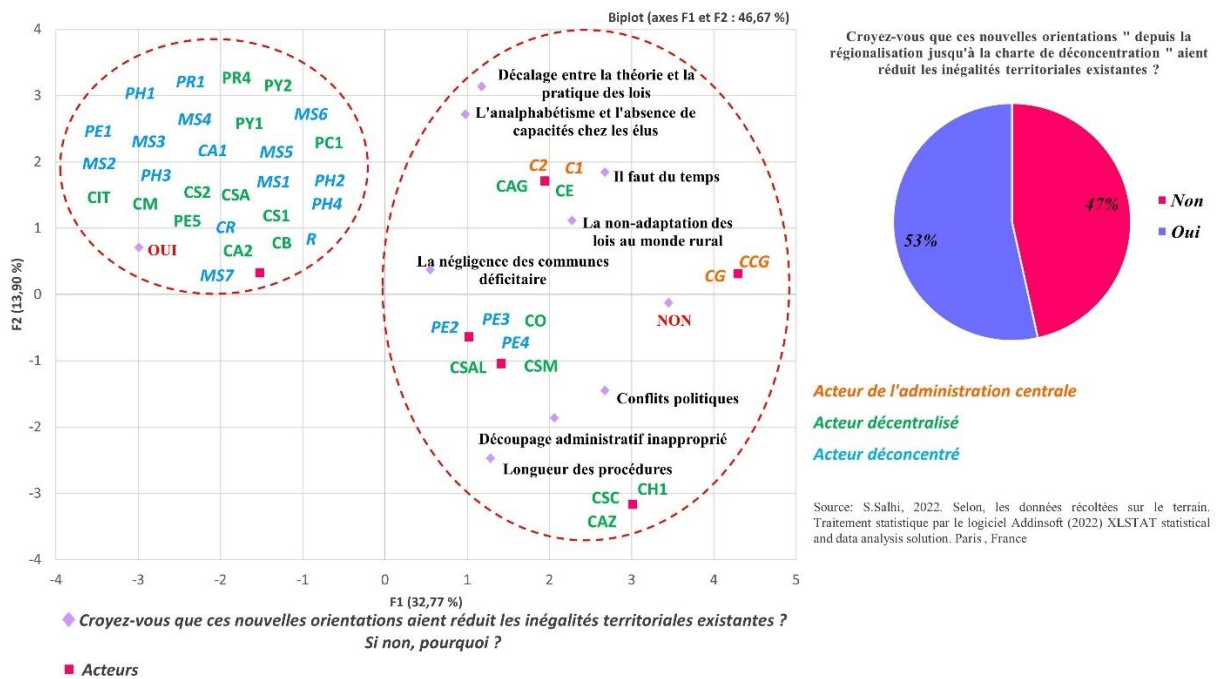 Biplot (axes F1 et F2 : 46,67 %)
4
3
2
1
0
-1
-2
-3
-4
F2 (13,90 %)
PH1
PR1
PR4
PY2
PE1
MS3
MS4
PY1
MS6
PC1
MS2
CA1
MS5
PH3
MS1
PH2
CIT
CM
CS2
CSA
PH4
PE5
CR
CS1
OUI
CA2
CB
R
MS7
Décalage entre la théorie et la
pratique des lois
L'analphabétisme et l'absence de
capacités chez les élus
C2
C1
CAG
CE
Il faut du temps
La non-adaptation des
lois au monde rural
La négligence des communes
déficitaire
CG
CCG
NON
PE2
PE3
CO
PE4
CSAL
CSM
Conflits politiques
Découpage administratif inapproprié
Longueur des procédures
CSC
CH1
CAZ
-4
-3
-2
-1
0
1
2
3
4
5
F1 (32,77 %)
Croyez-vous que ces nouvelles orientations aient réduit les inégalités territoriales existantes ?
Si non, pourquoi ?
Acteurs
Croyez-vous que ces nouvelles orientations " depuis la
régionalisation jusqu'à la charte de déconcentration " aient
réduit les inégalités territoriales existantes ?
47%
53%
Non
Oui
Acteur de l'administration centrale
Acteur décentralisé
Acteur déconcentré
Source: S.Salhi, 2022. Selon, les données récoltées sur le terrain.
Traitement statistique par le logiciel Addinsoft (2022) XLSTAT statistical
and data analysis solution. Paris , France